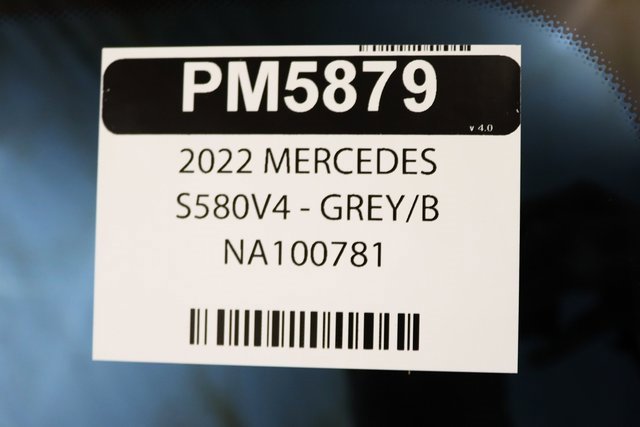 PM5879
v 4.0
2022 MERCEDES
S580V4 - GREY/B
NA100781